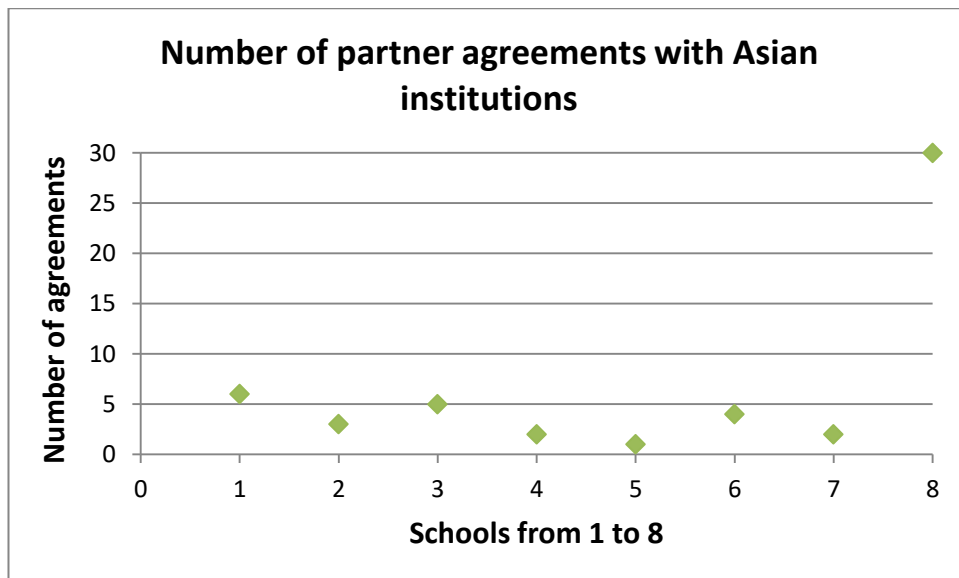 Number of partner agreements with Asian
institutions
Number of agreements
30
25
20
15
10
5
0
0 1 2 3 4 5 6 7 8
Schools from 1 to 8